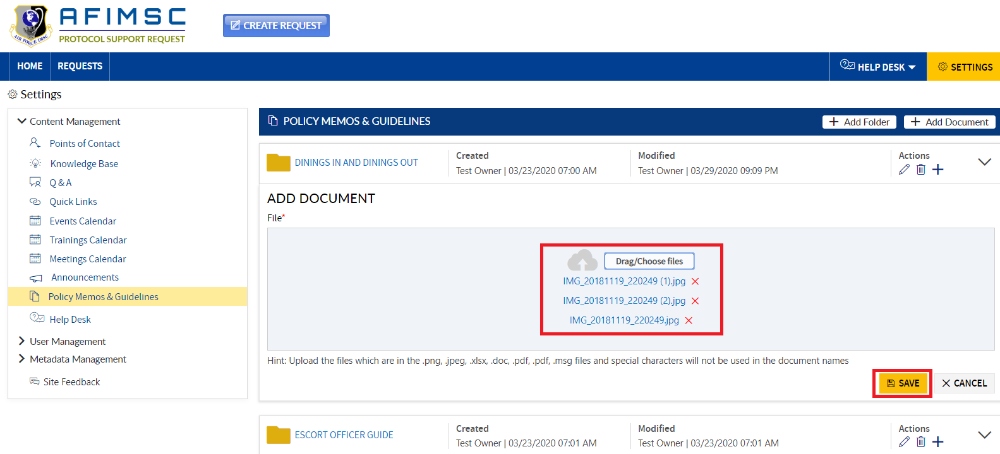 AFIMSC
PROTOCOL SUPPORT REQUEST
AIR FORCE IMSC
CREATE REQUEST
HOME REQUESTS HELP DESK SETTINGS
Settings
Content Management
Points of Contact
Knowledge Base
Q & A
Quick Links
Events Calendar
Trainings Calendar
Meetings Calendar
Announcements
Policy Memos & Guidelines
Help Desk
User Management
Metadata Management
Site Feedback
POLICY MEMOS & GUIDELINES + Add Folder + Add Document
DININGS IN AND DININGS OUT
Created
Test Owner | 03/23/2020 07:00 AM
Modified
Test Owner | 03/29/2020 09:09 PM
Actions
ADD DOCUMENT
File*
Drag/Choose files
IMG_20181119_220249 (1).jpg
IMG_20181119_220249 (2).jpg
IMG_20181119_220249.jpg
Hint: Upload the files which are in the .png, .jpeg, .xlsx, .doc, .pdf, .pdf, .msg files and special characters will not be used in the document names
SAVE CANCEL
ESCORT OFFICER GUIDE
Created
Test Owner | 03/23/2020 07:01 AM
Modified
Test Owner | 03/23/2020 07:01 AM
Actions